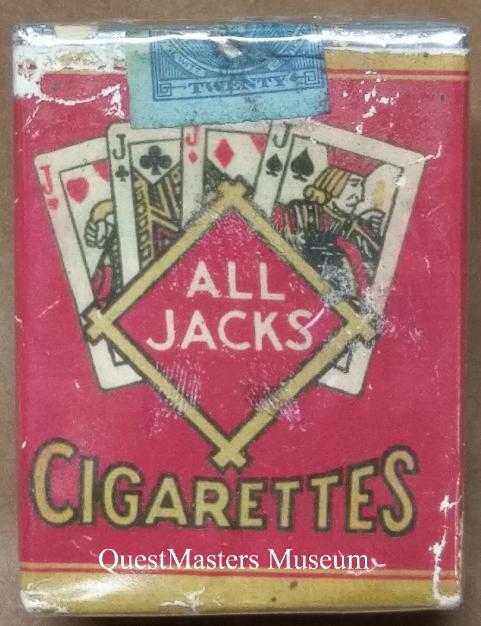 TWENTY
J J J J
ALL
JACKS
CIGARETTES
QuestMasters Museum